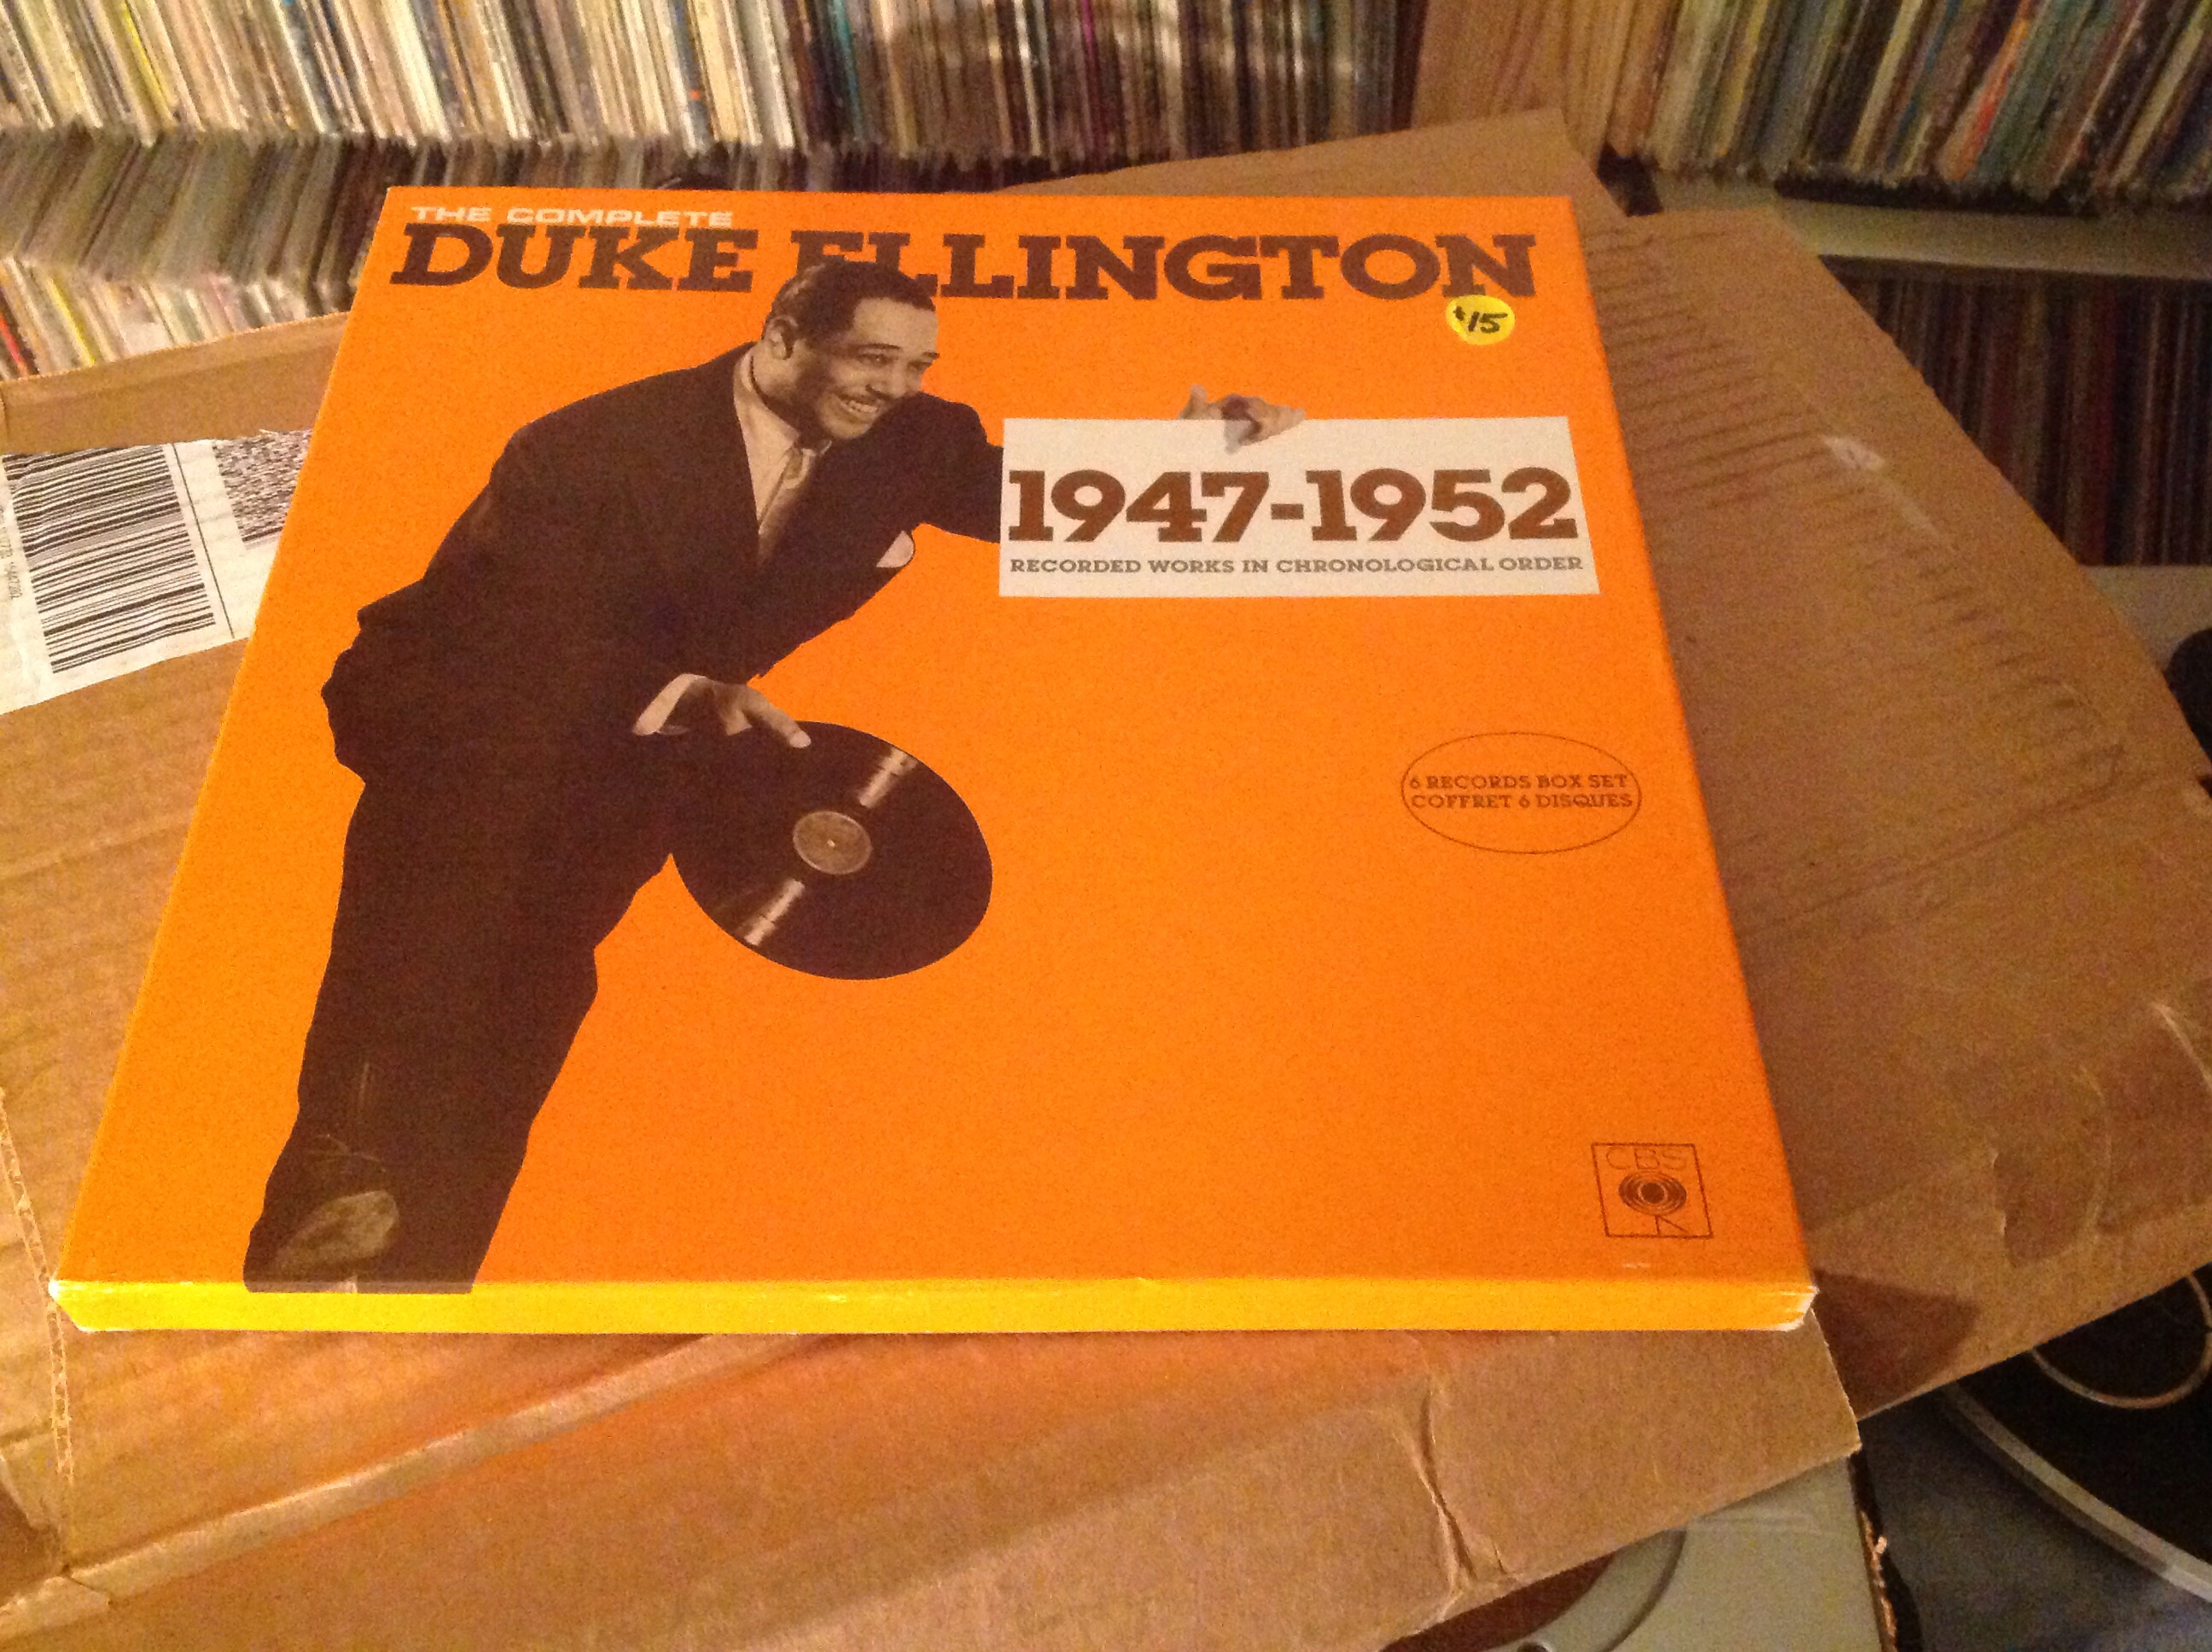 THE COMPLETE
DUKE ELLINGTON
$15
1947-1952
RECORDED WORKS IN CHRONOLOGICAL ORDER
6 RECORDS BOX SET
COFFRET 6 DISQUES
CBS